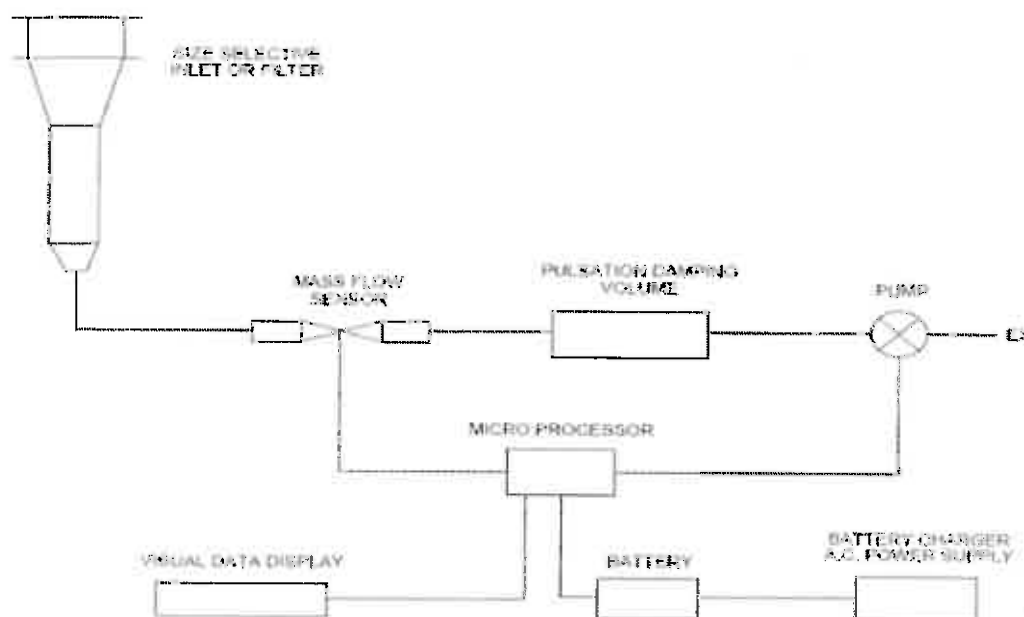 SIZE SELECTIVE
INLET OR FILTER
MASS FLOW
SENSOR
PULSATION DAMPING
VOLUME
PUMP
EX
MICRO PROCESSOR
VISUAL DATA DISPLAY
BATTERY
BATTERY CHARGER
A.C. POWER SUPPLY